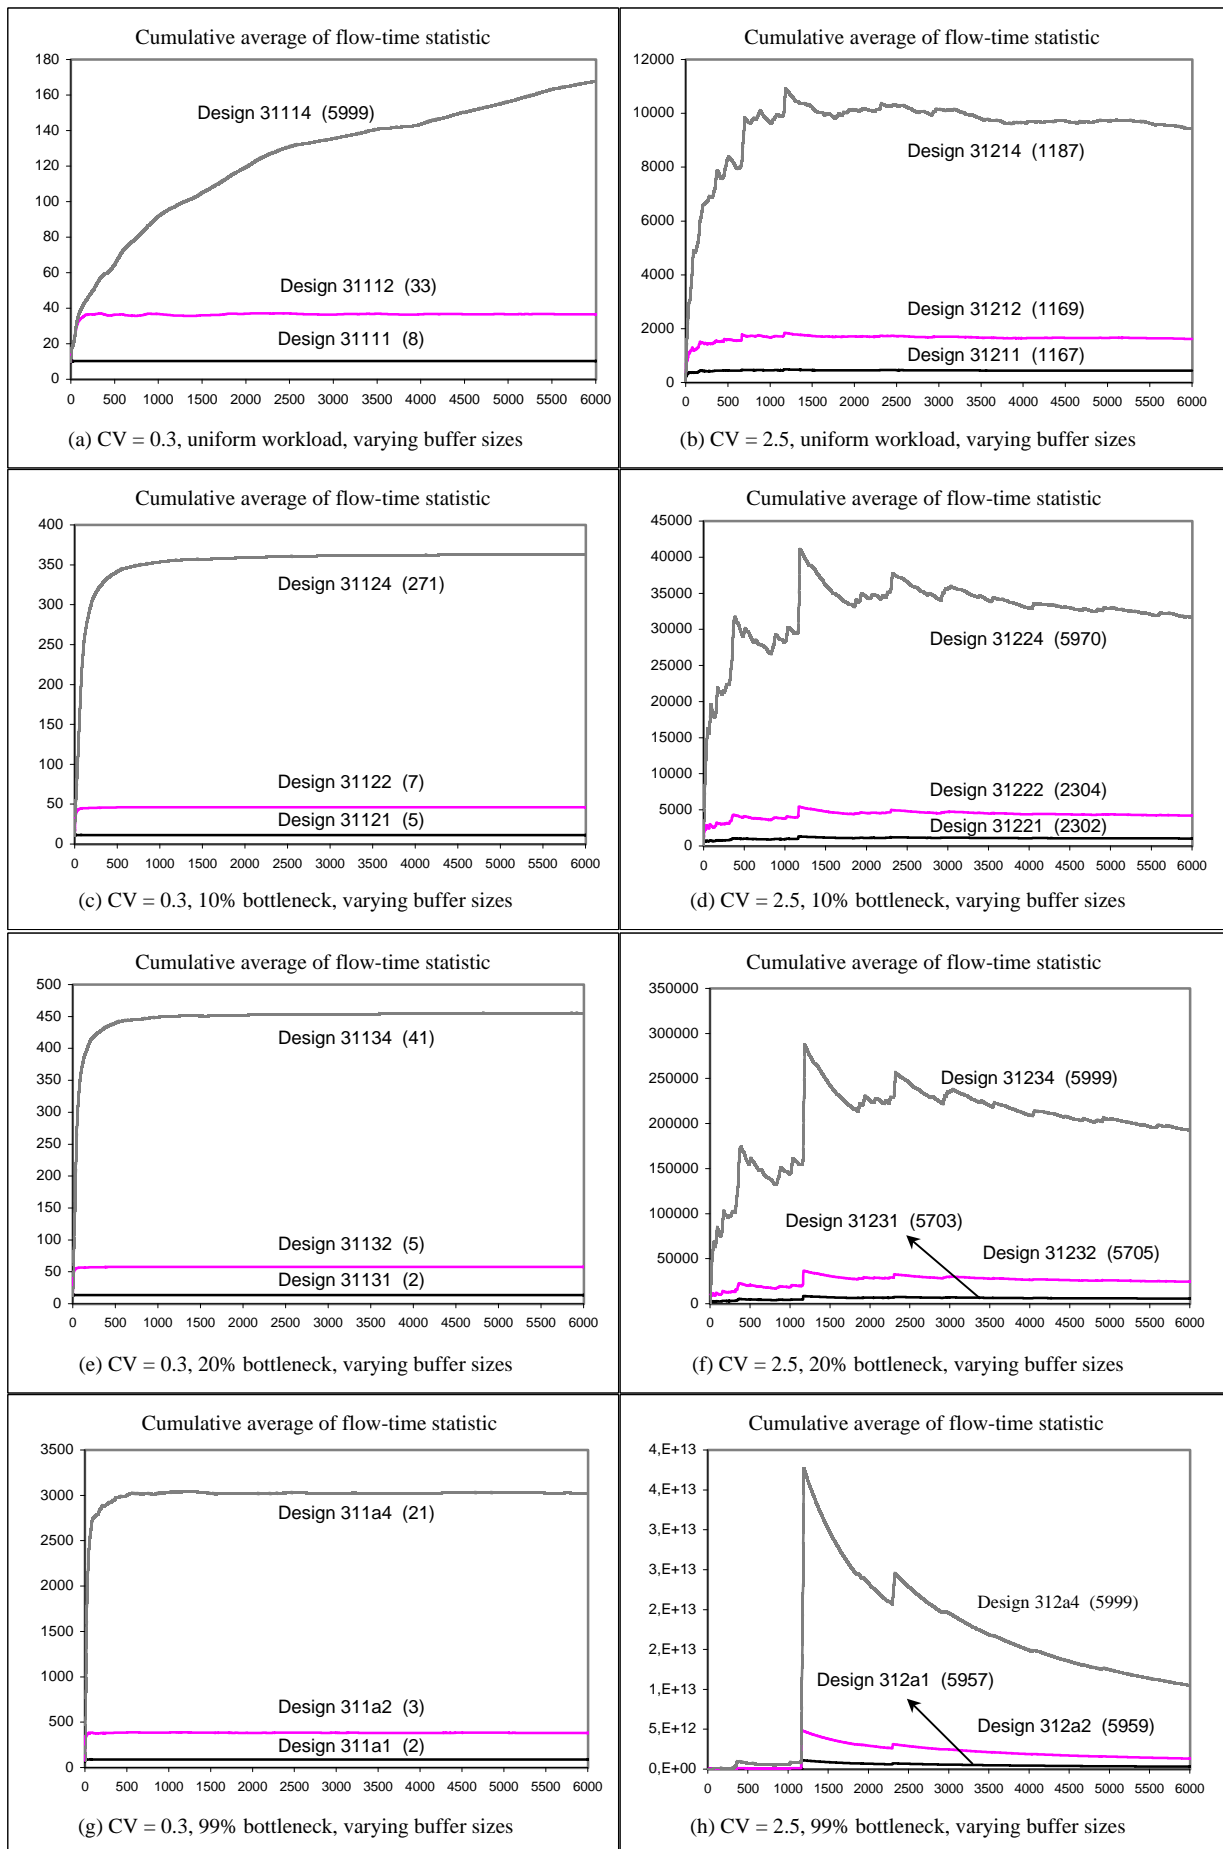 Cumulative average of flow-time statistic
180
160
140
120
100
80
60
40
20
0
Design 31114 (5999)
Design 31112 (33)
Design 31111 (8)
0 500 1000 1500 2000 2500 3000 3500 4000 4500 5000 5500 6000
(a) CV = 0.3, uniform workload, varying buffer sizes
Cumulative average of flow-time statistic
12000
10000
8000
6000
4000
2000
0
Design 31214 (1187)
Design 31212 (1169)
Design 31211 (1167)
0 500 1000 1500 2000 2500 3000 3500 4000 4500 5000 5500 6000
(b) CV = 2.5, uniform workload, varying buffer sizes
Cumulative average of flow-time statistic
400
350
300
250
200
150
100
50
0
Design 31124 (271)
Design 31122 (7)
Design 31121 (5)
0 500 1000 1500 2000 2500 3000 3500 4000 4500 5000 5500 6000
(c) CV = 0.3, 10% bottleneck, varying buffer sizes
Cumulative average of flow-time statistic
45000
40000
35000
30000
25000
20000
15000
10000
5000
0
Design 31224 (5970)
Design 31222 (2304)
Design 31221 (2302)
0 500 1000 1500 2000 2500 3000 3500 4000 4500 5000 5500 6000
(d) CV = 2.5, 10% bottleneck, varying buffer sizes
Cumulative average of flow-time statistic
500
450
400
350
300
250
200
150
100
50
0
Design 31134 (41)
Design 31132 (5)
Design 31131 (2)
0 500 1000 1500 2000 2500 3000 3500 4000 4500 5000 5500 6000
(e) CV = 0.3, 20% bottleneck, varying buffer sizes
Cumulative average of flow-time statistic
350000
300000
250000
200000
150000
100000
50000
0
Design 31234 (5999)
Design 31231 (5703)
Design 31232 (5705)
0 500 1000 1500 2000 2500 3000 3500 4000 4500 5000 5500 6000
(f) CV = 2.5, 20% bottleneck, varying buffer sizes
Cumulative average of flow-time statistic
3500
3000
2500
2000
1500
1000
500
0
Design 311a4 (21)
Design 311a2 (3)
Design 311a1 (2)
0 500 1000 1500 2000 2500 3000 3500 4000 4500 5000 5500 6000
(g) CV = 0.3, 99% bottleneck, varying buffer sizes
Cumulative average of flow-time statistic
4,E+13
4,E+13
3,E+13
3,E+13
2,E+13
2,E+13
1,E+13
5,E+12
0,E+00
Design 312a4 (5999)
Design 312a1 (5957)
Design 312a2 (5959)
0 500 1000 1500 2000 2500 3000 3500 4000 4500 5000 5500 6000
(h) CV = 2.5, 99% bottleneck, varying buffer sizes